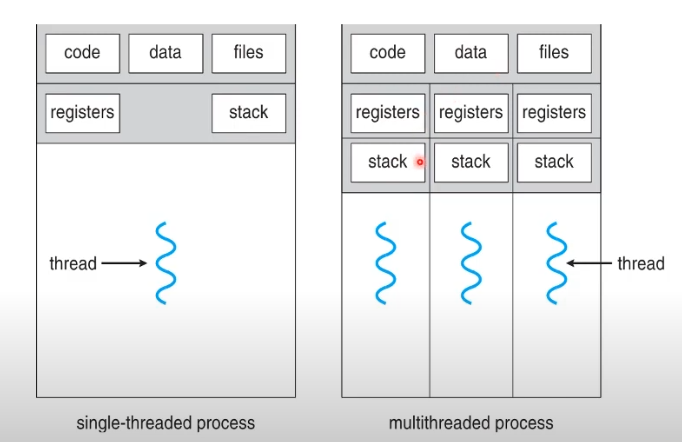 code data files
registers stack
thread
single-threaded process
code data files
registers registers registers
stack stack stack
thread
multithreaded process